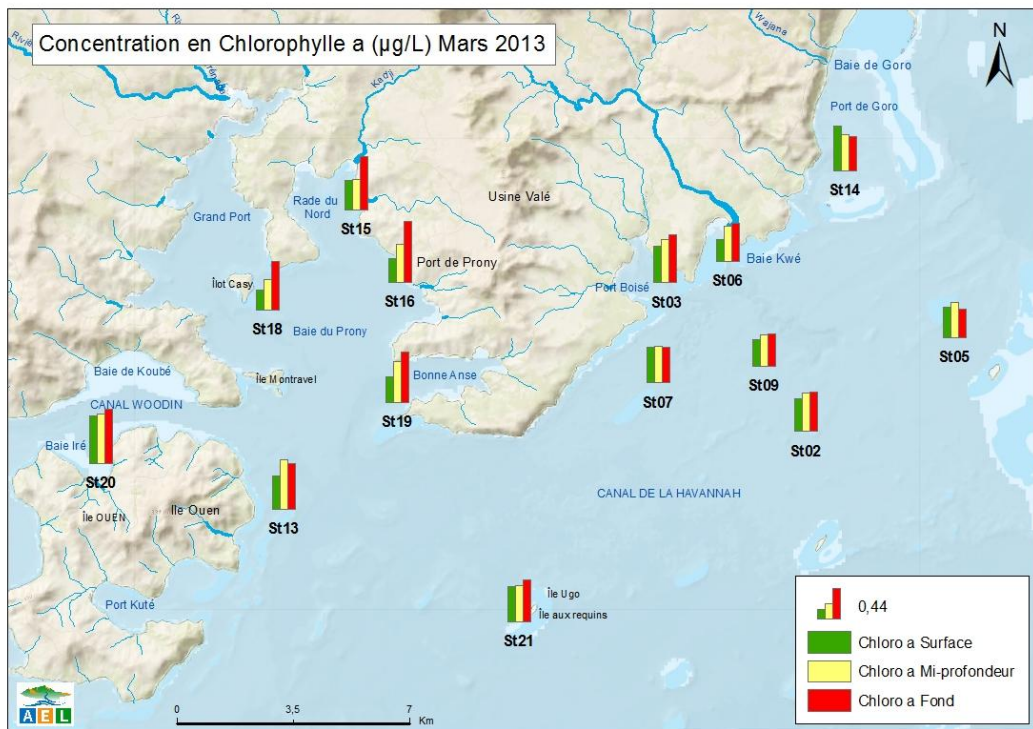 Concentration en Chlorophylle a (µg/L) Mars 2013
N
Wajana
Baie de Goro
Kadji
Port de Goro
St14
Rade du
Nord
St15
Usine Valé
Grand Port
Port de Prony
St16
Baie Kwé
St06
Port Boisé
St03
Îlot Casy
St18
Baie du Prony
St05
Baie de Koubé
Île Montravel
Bonne Anse
St19
St07
St09
CANAL WOODIN
St02
Baie Iré
St20
CANAL DE LA HAVANNAH
Île OUEN
Île Ouen
St13
Port Kuté
Île Ugo
Île aux requins
St21
0,44
Chloro a Surface
Chloro a Mi-profondeur
Chloro a Fond
AEL
0
3,5
7
Km